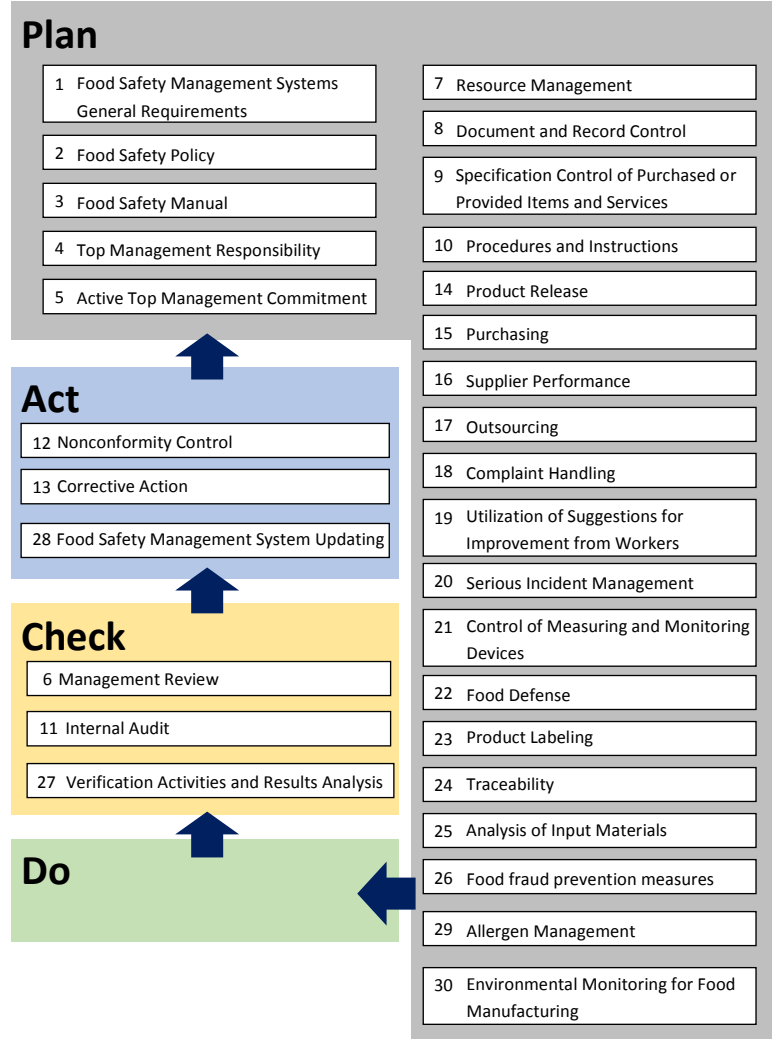 Plan
1 Food Safety Management Systems
General Requirements
2 Food Safety Policy
3 Food Safety Manual
4 Top Management Responsibility
5 Active Top Management Commitment
7 Resource Management
8 Document and Record Control
9 Specification Control of Purchased or
Provided Items and Services
10 Procedures and Instructions
14 Product Release
15 Purchasing
16 Supplier Performance
17 Outsourcing
18 Complaint Handling
19 Utilization of Suggestions for
Improvement from Workers
20 Serious Incident Management
21 Control of Measuring and Monitoring
Devices
22 Food Defense
23 Product Labeling
24 Traceability
25 Analysis of Input Materials
26 Food fraud prevention measures
29 Allergen Management
30 Environmental Monitoring for Food
Manufacturing
Act
12 Nonconformity Control
13 Corrective Action
28 Food Safety Management System Updating
Check
6 Management Review
11 Internal Audit
27 Verification Activities and Results Analysis
Do